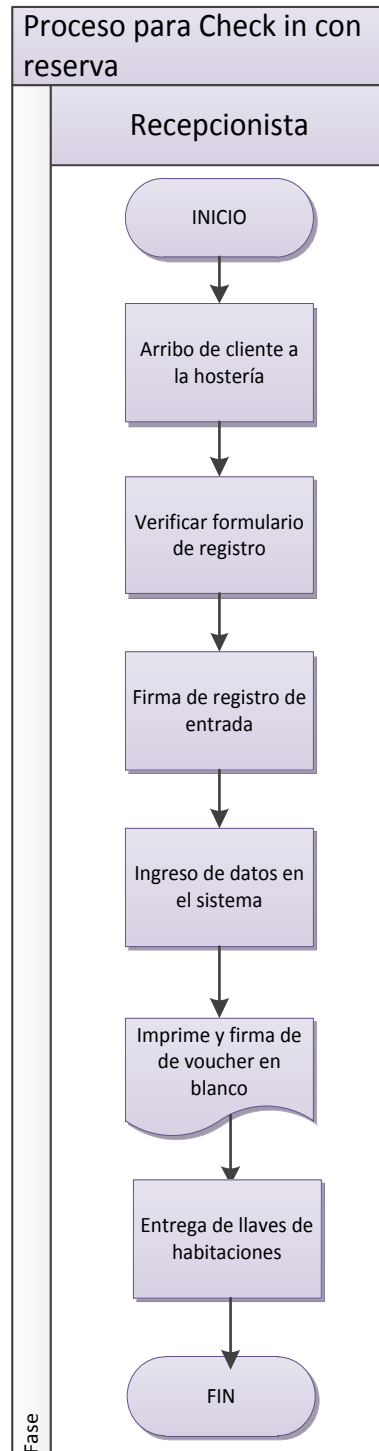 Proceso para Check in con
reserva
Recepcionista
INICIO
Arribo de cliente a
la hostería
Verificar formulario
de registro
Firma de registro de
entrada
Ingreso de datos en
el sistema
Imprime y firma de
de voucher en
blanco
Entrega de llaves de
habitaciones
FIN
Fase